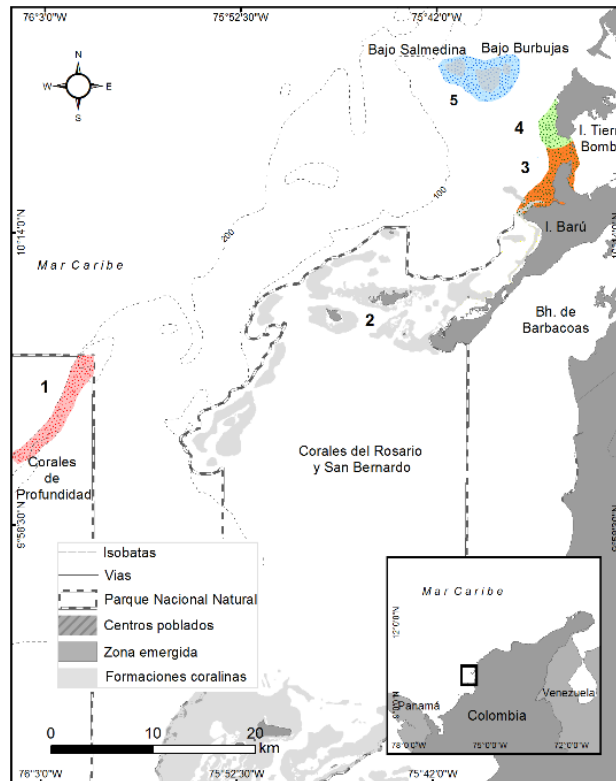 76°3'0"W
75°52'30"W
75°42'0"W
Bajo Salmedina
Bajo Burbujas
N
W
E
S
5
4
I. Tierra
Bomba
3
100
200
I. Barú
10°14'0"N
Mar Caribe
Bh. de
Barbacoas
2
1
Corales del Rosario
y San Bernardo
Corales
de
Profundidad
9°58'30"N
Isobatas
Vias
Parque Nacional Natural
Centros poblados
Zona emergida
Formaciones coralinas
Mar Caribe
12°0'0"N
9°0'0"N
Panamá
Venezuela
Colombia
78°0'0"W
75°0'0"W
72°0'0"W
0
10
20
km
76°3'0"W
75°52'30"W
75°42'0"W